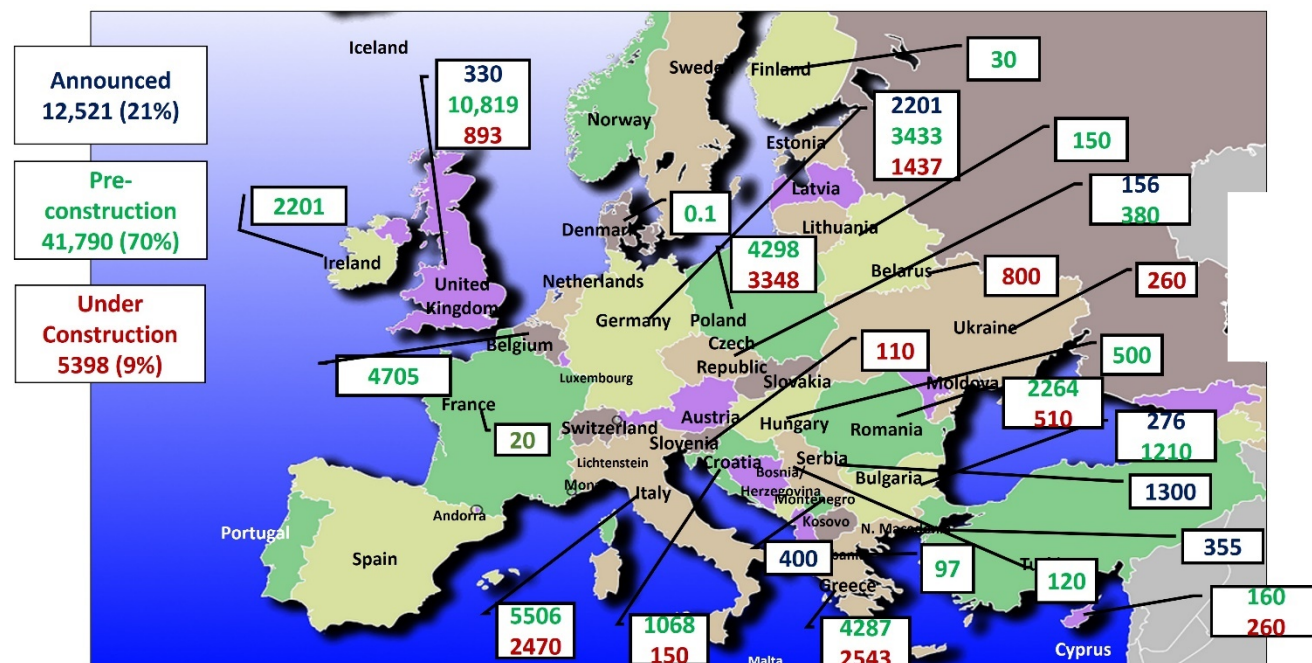 Announced
12,521 (21%)
Pre-
construction
41,790 (70%)
Under
Construction
5398 (9%)
Iceland
330
10,819
893
Norway
Finland
30
2201
3433
1437
Estonia
150
Latvia
156
380
Lithuania
Denmark
0.1
2201
Ireland
United
Kingdom
Netherlands
4298
3348
Belarus
800
260
Germany
Poland
Ukraine
Belgium
Czech
Republic
110
500
4705
Luxembourg
Slovakia
Moldova
France
2264
510
Austria
Hungary
Romania
20
Switzerland
Slovenia
276
1210
Lichtenstein
Croatia
Serbia
Bosnia/
Herzegovina
Bulgaria
Italy
Montenegro
1300
Andorra
Kosovo
N.
Portugal
Spain
355
400
97
120
Greece
160
260
5506
2470
1068
150
4287
2543
Cyprus
Malta